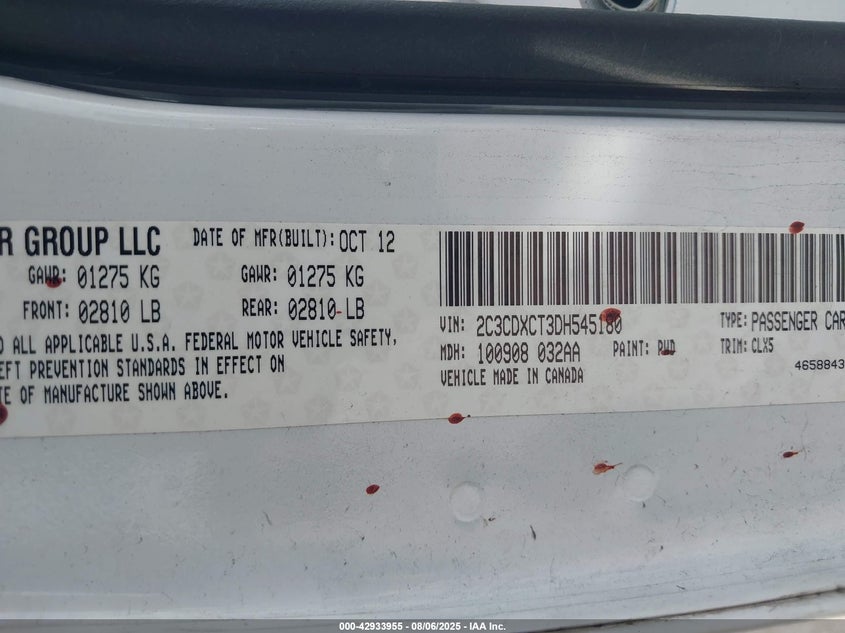 R GROUP LLC DATE OF MFR(BUILT): OCT 12
GAWR: 01275 KG GAWR: 01275 KG
FRONT: 02810 LB REAR: 02810 LB
O ALL APPLICABLE U.S.A. FEDERAL MOTOR VEHICLE SAFETY,
EFT PREVENTION STANDARDS IN EFFECT ON
TE OF MANUFACTURE SHOWN ABOVE.
VIN: 2C3CDXCT3DH545180 TYPE: PASSENGER CAR
MDH: 100908 032AA PAINT: PWD TRIM: CLX5
VEHICLE MADE IN CANADA 4658843
000-42933955 - 08/06/2025 - IAA Inc.